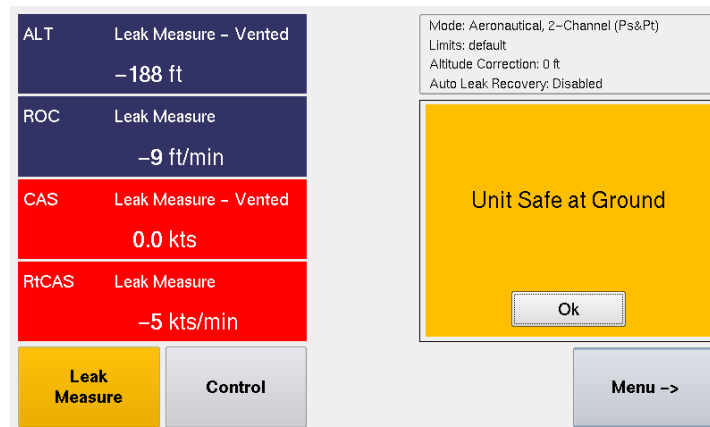 ALT Leak Measure – Vented
–188 ft
ROC Leak Measure
–9 ft/min
CAS Leak Measure – Vented
0.0 kts
RtCAS Leak Measure
–5 kts/min
Leak
Measure
Control
Mode: Aeronautical, 2–Channel (Ps&Pt)
Limits: default
Altitude Correction: 0 ft
Auto Leak Recovery: Disabled
Unit Safe at Ground
Ok
Menu –>